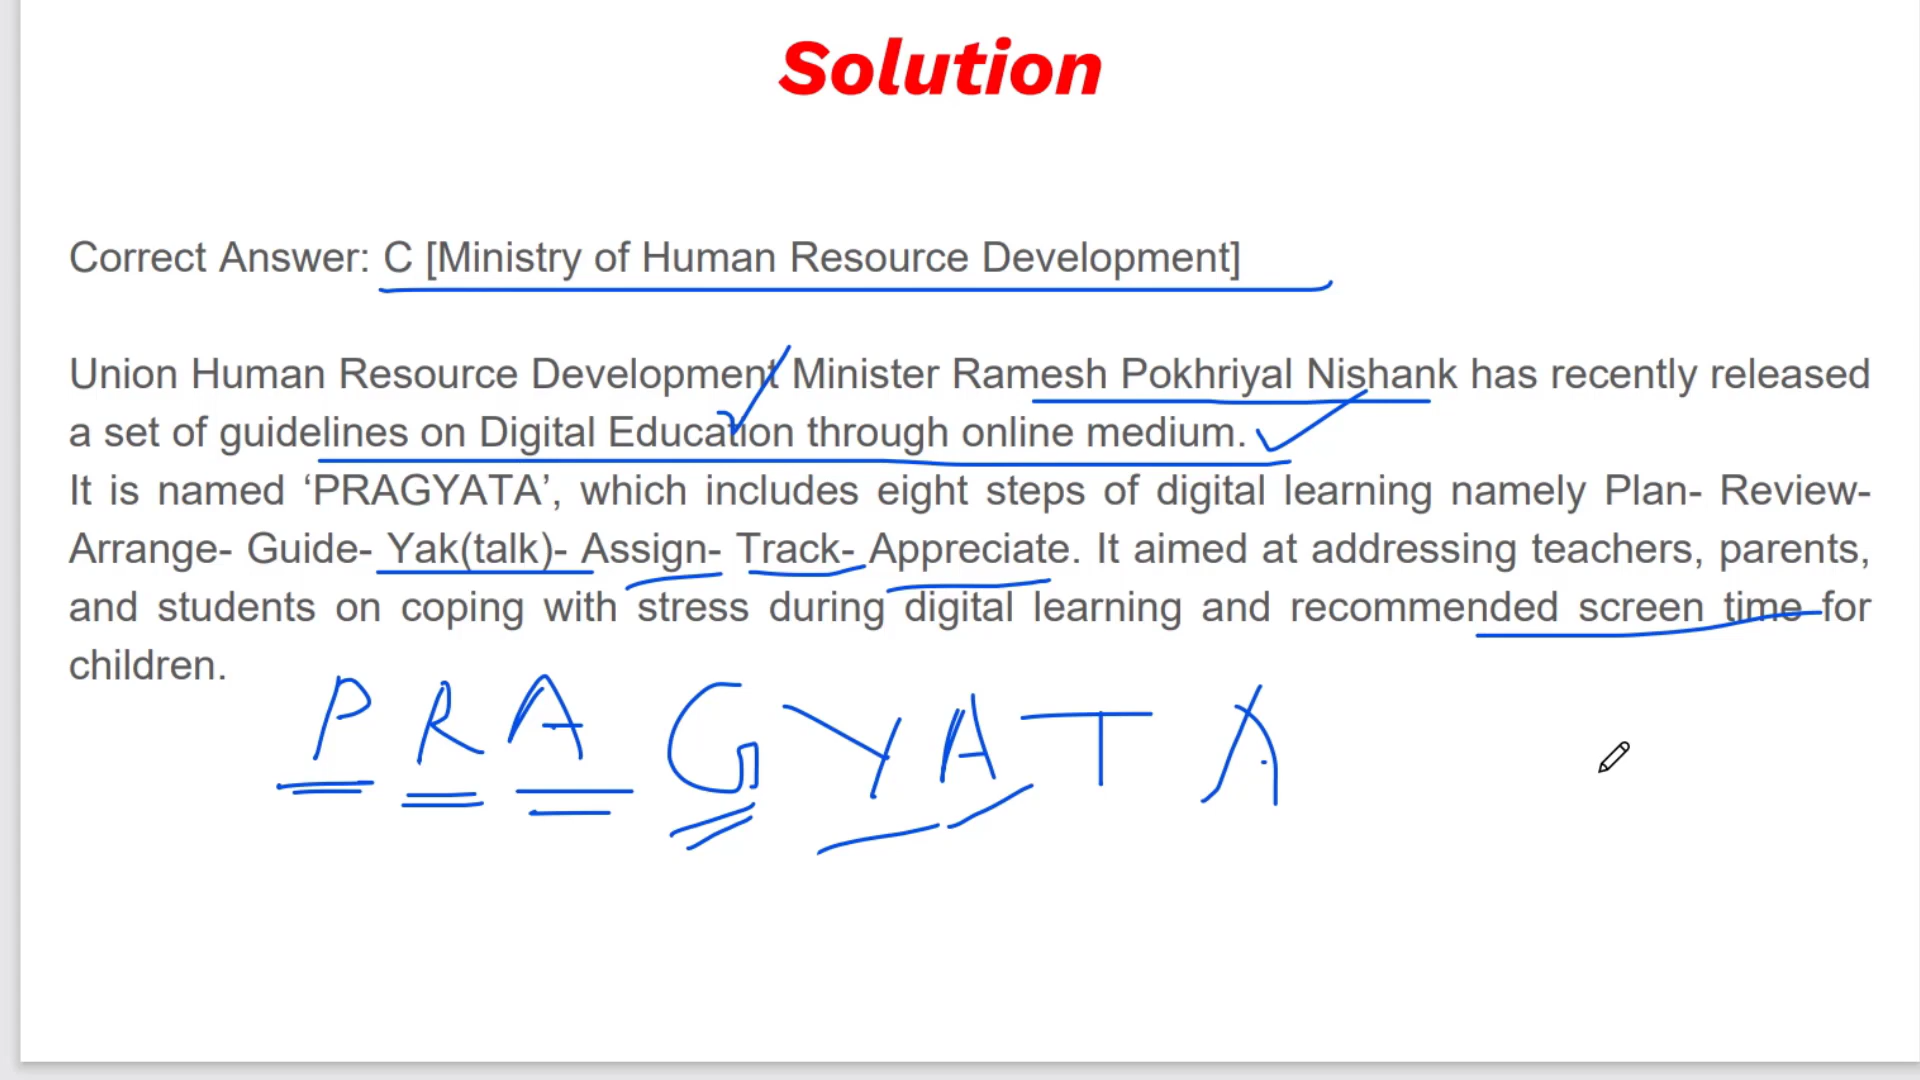 Solution
Correct Answer: C [Ministry of Human Resource Development]
Union Human Resource Development Minister Ramesh Pokhriyal Nishank has recently released
a set of guidelines on Digital Education through online medium.
It is named ‘PRAGYATA’, which includes eight steps of digital learning namely Plan- Review-
Arrange- Guide- Yak(talk)- Assign- Track- Appreciate. It aimed at addressing teachers, parents,
and students on coping with stress during digital learning and recommended screen time for
children.
P R A G Y A T A